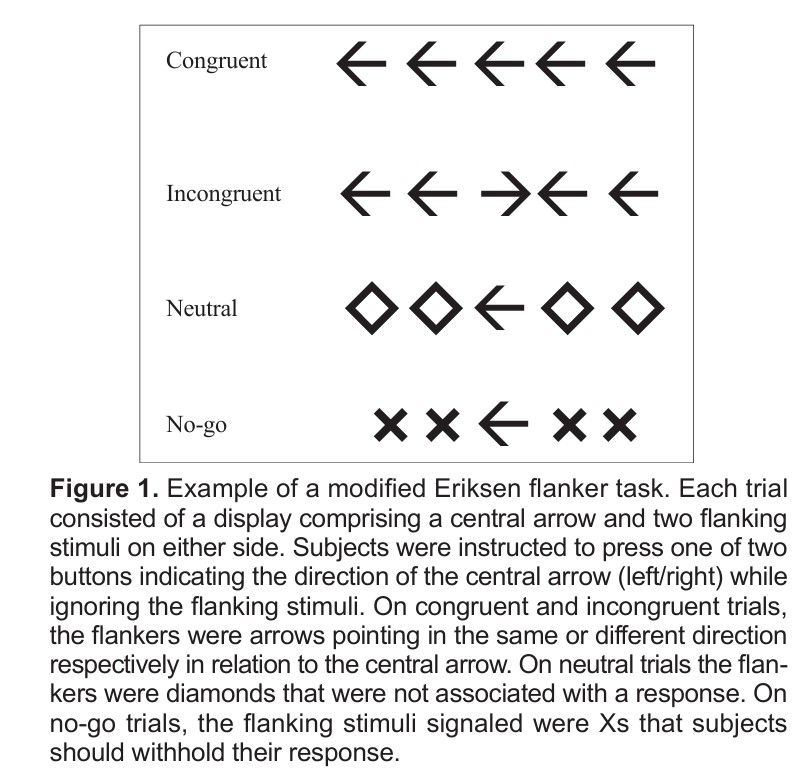 Congruent
Incongruent
Neutral
No-go
Figure 1. Example of a modified Eriksen flanker task. Each trial
consisted of a display comprising a central arrow and two flanking
stimuli on either side. Subjects were instructed to press one of two
buttons indicating the direction of the central arrow (left/right) while
ignoring the flanking stimuli. On congruent and incongruent trials,
the flankers were arrows pointing in the same or different direction
respectively in relation to the central arrow. On neutral trials the flan-
kers were diamonds that were not associated with a response. On
no-go trials, the flanking stimuli signaled were Xs that subjects
should withhold their response.